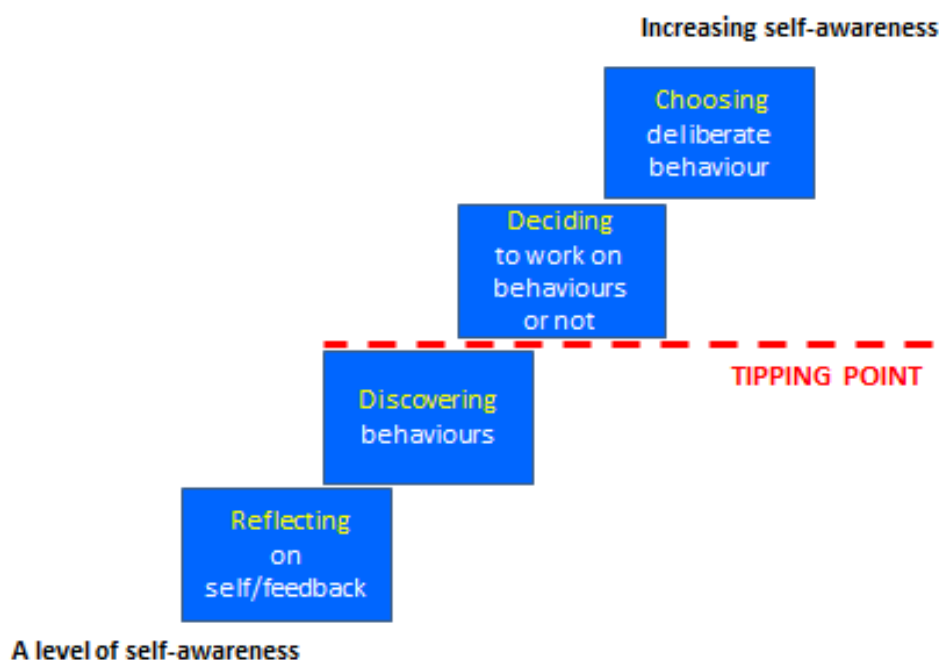 Increasing self-awareness
Choosing
deliberate
behaviour
Deciding
to work on
behaviours
or not
TIPPING POINT
Discovering
behaviours
Reflecting
on
self/feedback
A level of self-awareness